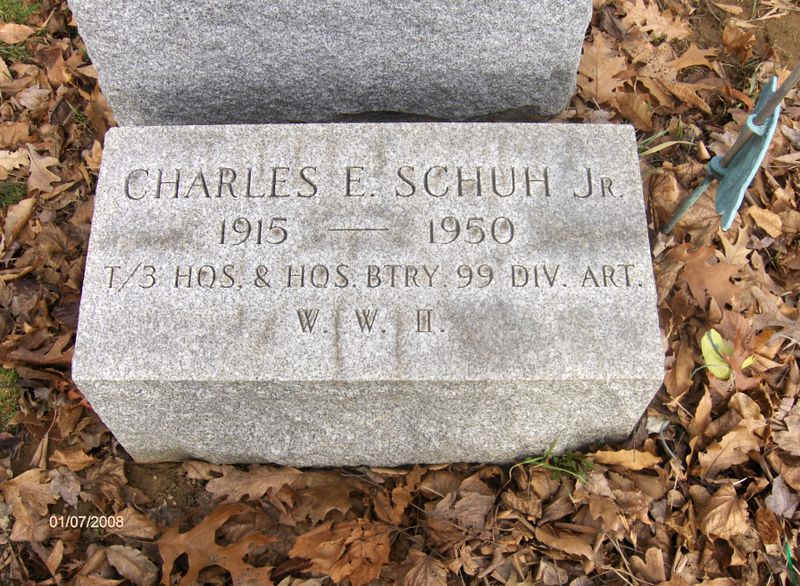 CHARLES E. SCHUH JR.
1915 — 1950
T/3 HQS. & HQS. BTRY. 99 DIV. ART.
W. W. II.
01/07/2008